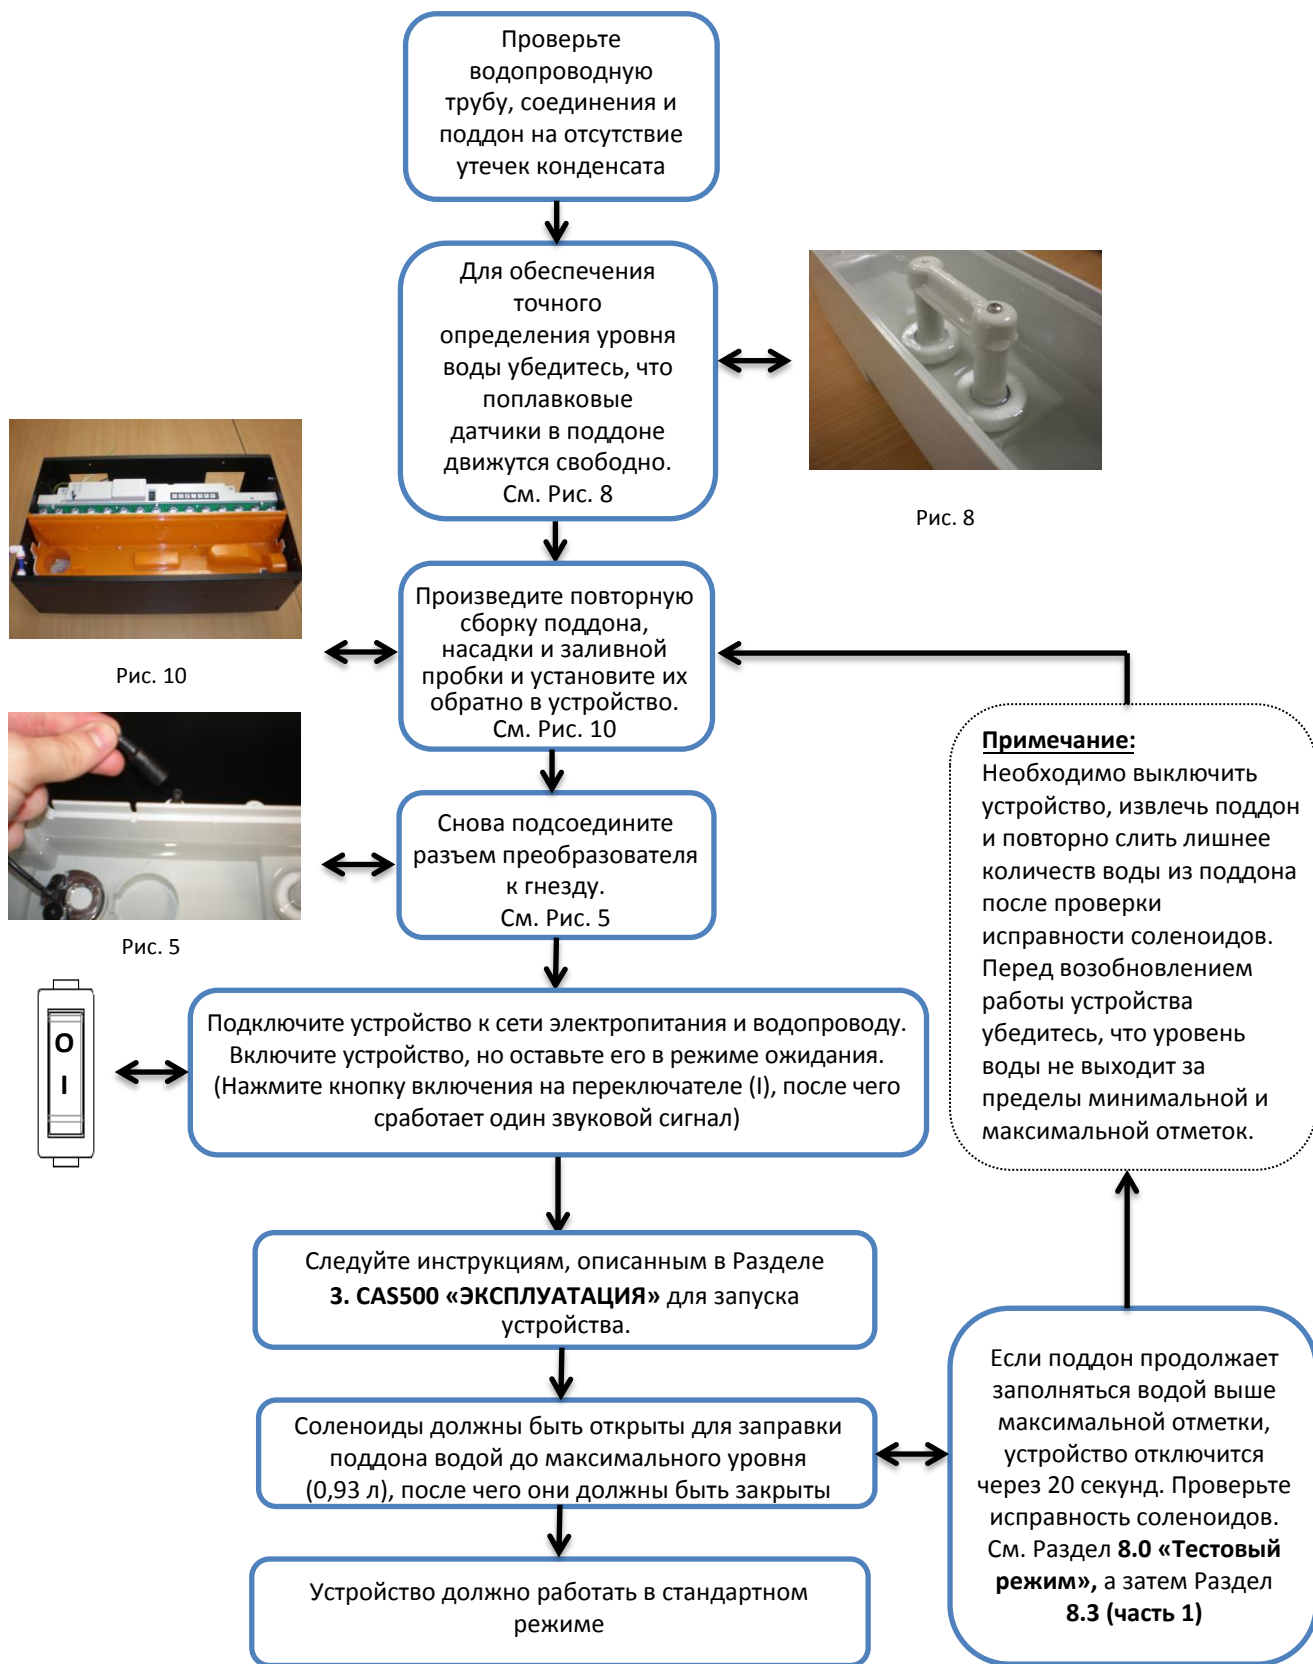 Проверьте
водопроводную
трубу, соединения и
поддон на отсутствие
утечек конденсата
Для обеспечения
точного
определения уровня
воды убедитесь, что
поплавковые
датчики в поддоне
движутся свободно.
См. Рис. 8
Рис. 8
Произведите повторную
сборку поддона,
насадки и заливной
пробки и установите их
обратно в устройство.
См. Рис. 10
Рис. 10
Снова подсоедините
разъем преобразователя
к гнезду.
См. Рис. 5
Рис. 5
O
I
Подключите устройство к сети электропитания и водопроводу.
Включите устройство, но оставьте его в режиме ожидания.
(Нажмите кнопку включения на переключателе (I), после чего
сработает один звуковой сигнал)
Следуйте инструкциям, описанным в Разделе
3. CAS500 «ЭКСПЛУАТАЦИЯ» для запуска
устройства.
Соленоиды должны быть открыты для заправки
поддона водой до максимального уровня
(0,93 л), после чего они должны быть закрыты
Устройство должно работать в стандартном
режиме
Если поддон продолжает
заполняться водой выше
максимальной отметки,
устройство отключится
через 20 секунд. Проверьте
исправность соленоидов.
См. Раздел 8.0 «Тестовый
режим», а затем Раздел
8.3 (часть 1)
Примечание:
Необходимо выключить
устройство, извлечь поддон
и повторно слить лишнее
количеств воды из поддона
после проверки
исправности соленоидов.
Перед возобновлением
работы устройства
убедитесь, что уровень
воды не выходит за
пределы минимальной и
максимальной отметок.